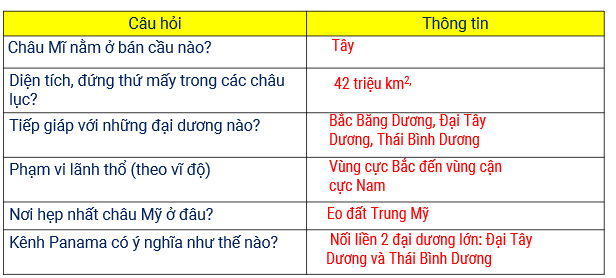 Câu hỏi
Thông tin
Châu Mĩ nằm ở bán cầu nào?
Tây
Diện tích, đứng thứ mấy trong các châu
lục?
42 triệu km²,
Tiếp giáp với những đại dương nào?
Bắc Băng Dương, Đại Tây
Dương, Thái Bình Dương
Phạm vi lãnh thổ (theo vĩ độ)
Vùng cực Bắc đến vùng cận
cực Nam
Nơi hẹp nhất châu Mỹ ở đâu?
Eo đất Trung Mỹ
Kênh Panama có ý nghĩa như thế nào?
Nối liền 2 đại dương lớn: Đại Tây
Dương và Thái Bình Dương